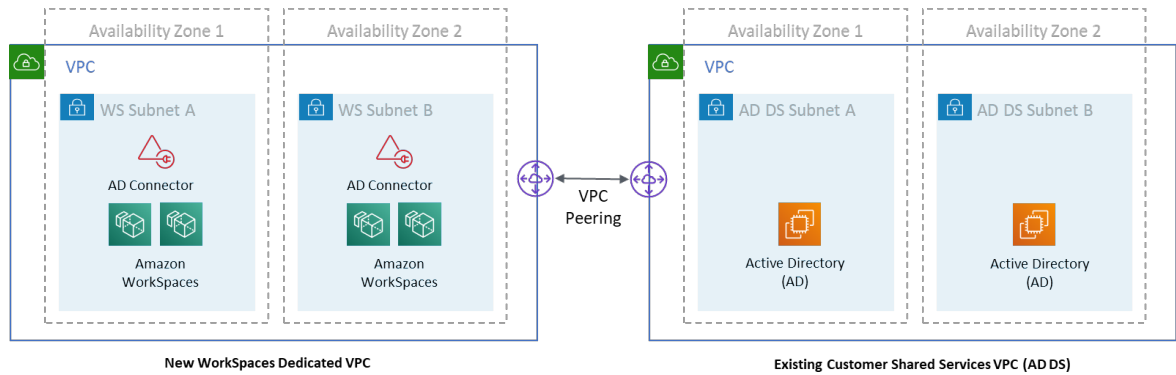 Availability Zone 1
Availability Zone 2
VPC
WS Subnet A
AD Connector
Amazon
WorkSpaces
WS Subnet B
AD Connector
Amazon
WorkSpaces
New WorkSpaces Dedicated VPC
VPC
Peering
Availability Zone 1
Availability Zone 2
VPC
AD DS Subnet A
Active Directory
(AD)
AD DS Subnet B
Active Directory
(AD)
Existing Customer Shared Services VPC (AD DS)